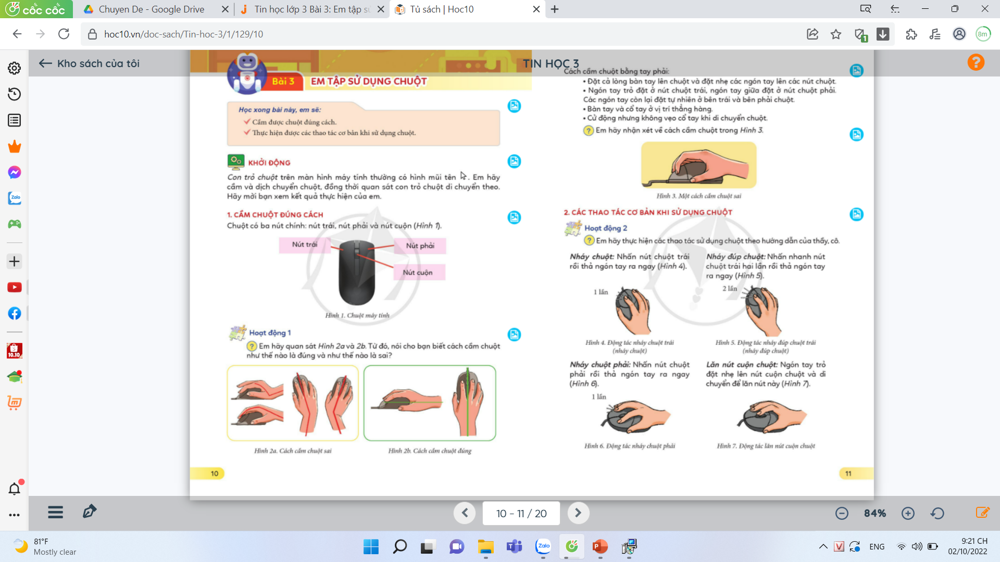 cốc cốc
Chuyen De - Google Drive
Tin học lớp 3 Bài 3: Em tập sử
Tủ sách | Hoc10
hoc10.vn/doc-sach/Tin-hoc-3/1/129/10
1
8m
Kho sách của tôi
TIN HỌC 3
Bài 3
EM TẬP SỬ DỤNG CHUỘT
Học xong bài này, em sẽ:
Cầm được chuột đúng cách.
Thực hiện được các thao tác cơ bản khi sử dụng chuột.
KHỞI ĐỘNG
Con trỏ chuột trên màn hình máy tính thường có hình mũi tên . Em hãy
cầm và dịch chuyển chuột, đồng thời quan sát con trỏ chuột di chuyển theo.
Hãy mời bạn xem kết quả thực hiện của em.
1. CẦM CHUỘT ĐÚNG CÁCH
Chuột có ba nút chính: nút trái, nút phải và nút cuộn (Hình 1).
Nút trái
Nút phải
Nút cuộn
Hình 1. Chuột máy tính
Hoạt động 1
? Em hãy quan sát Hình 2a và 2b. Từ đó, nói cho bạn biết cách cầm chuột
như thế nào là đúng và như thế nào là sai?
Hình 2a. Cách cầm chuột sai
Hình 2b. Cách cầm chuột đúng
10
Cách cầm chuột bằng tay phải:
• Đặt cả lòng bàn tay lên chuột và đặt nhẹ các ngón tay lên các nút chuột.
• Ngón tay trỏ đặt ở nút chuột trái, ngón tay giữa đặt ở nút chuột phải.
Các ngón tay còn lại đặt tự nhiên ở bên trái và bên phải chuột.
• Bàn tay và cổ tay ở vị trí thẳng hàng.
• Cử động nhưng không vẹo cổ tay khi di chuyển chuột.
? Em hãy nhận xét về cách cầm chuột trong Hình 3.
Hình 3. Một cách cầm chuột sai
2. CÁC THAO TÁC CƠ BẢN KHI SỬ DỤNG CHUỘT
Hoạt động 2
? Em hãy thực hiện các thao tác sử dụng chuột theo hướng dẫn của thầy, cô.
Nháy chuột: Nhấn nút chuột trái
rồi thả ngón tay ra ngay (Hình 4).
1 lần
Hình 4. Động tác nháy chuột trái
(nháy chuột)
Nháy đúp chuột: Nhấn nhanh nút
chuột trái hai lần rồi thả ngón tay
ra ngay (Hình 5).
2 lần
Hình 5. Động tác nháy đúp chuột trái
(nháy đúp chuột)
Nháy chuột phải: Nhấn nút chuột
phải rồi thả ngón tay ra ngay
(Hình 6).
1 lần
Hình 6. Động tác nháy chuột phải
Lăn nút cuộn chuột: Ngón tay trỏ
đặt nhẹ lên nút cuộn chuột và di
chuyển để lăn nút này (Hình 7).
Hình 7. Động tác lăn nút cuộn chuột
11
Zalo
10.10
10 - 11 / 20
84%
81°F
Mostly clear
Zalo
ENG
9:21 CH
02/10/2022